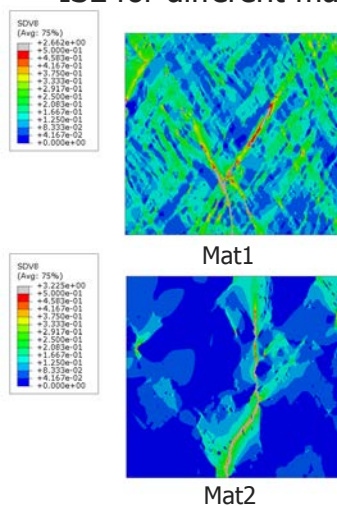 SDV8
(Avg: 75%)
+2.662e+00
+5.000e-01
+4.583e-01
+4.167e-01
+3.750e-01
+3.333e-01
+2.917e-01
+2.500e-01
+2.083e-01
+1.667e-01
+1.250e-01
+8.333e-02
+4.167e-02
+0.000e+00
Mat1
SDV8
(Avg: 75%)
+3.225e+00
+5.000e-01
+4.583e-01
+4.167e-01
+3.750e-01
+3.333e-01
+2.917e-01
+2.500e-01
+2.083e-01
+1.667e-01
+1.250e-01
+8.333e-02
+4.167e-02
+0.000e+00
Mat2